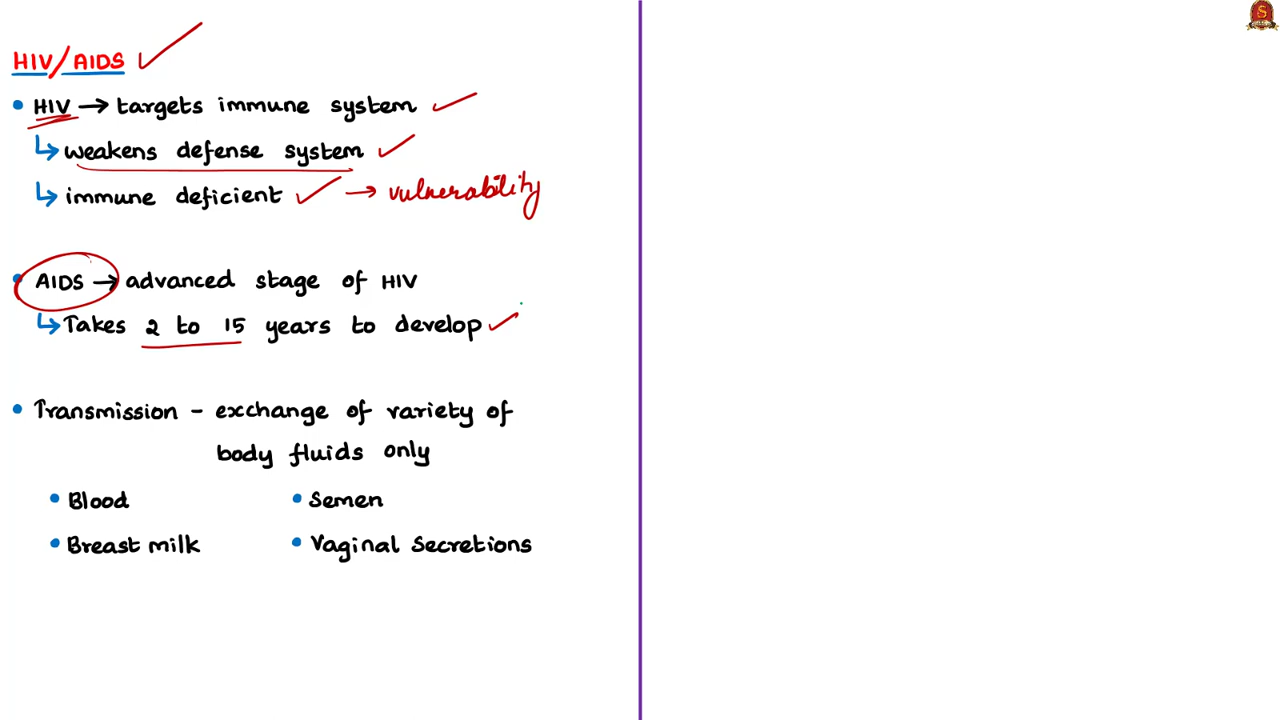 HIV/AIDS
• HIV → targets immune system
↳ weakens defense system
↳ immune deficient → vulnerability
• AIDS → advanced stage of HIV
↳ Takes 2 to 15 years to develop
• Transmission - exchange of variety of
body fluids only
• Blood • Semen
• Breast milk • Vaginal Secretions